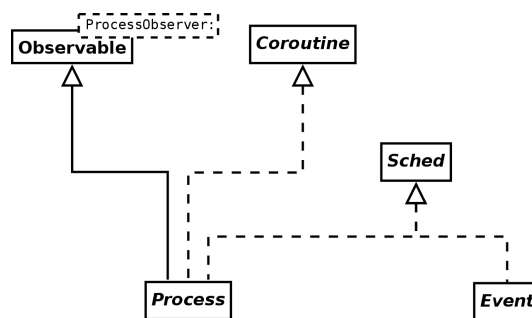 ProcessObserver:
Observable
Coroutine
Sched
Process
Event